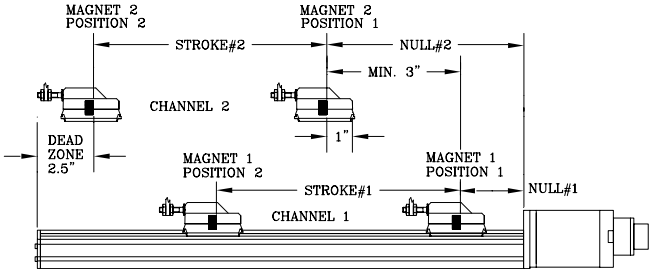 MAGNET 2
POSITION 2
MAGNET 2
POSITION 1
STROKE#2
NULL#2
MIN. 3"
CHANNEL 2
1"
DEAD
ZONE
2.5"
MAGNET 1
POSITION 2
MAGNET 1
POSITION 1
STROKE#1
NULL#1
CHANNEL 1